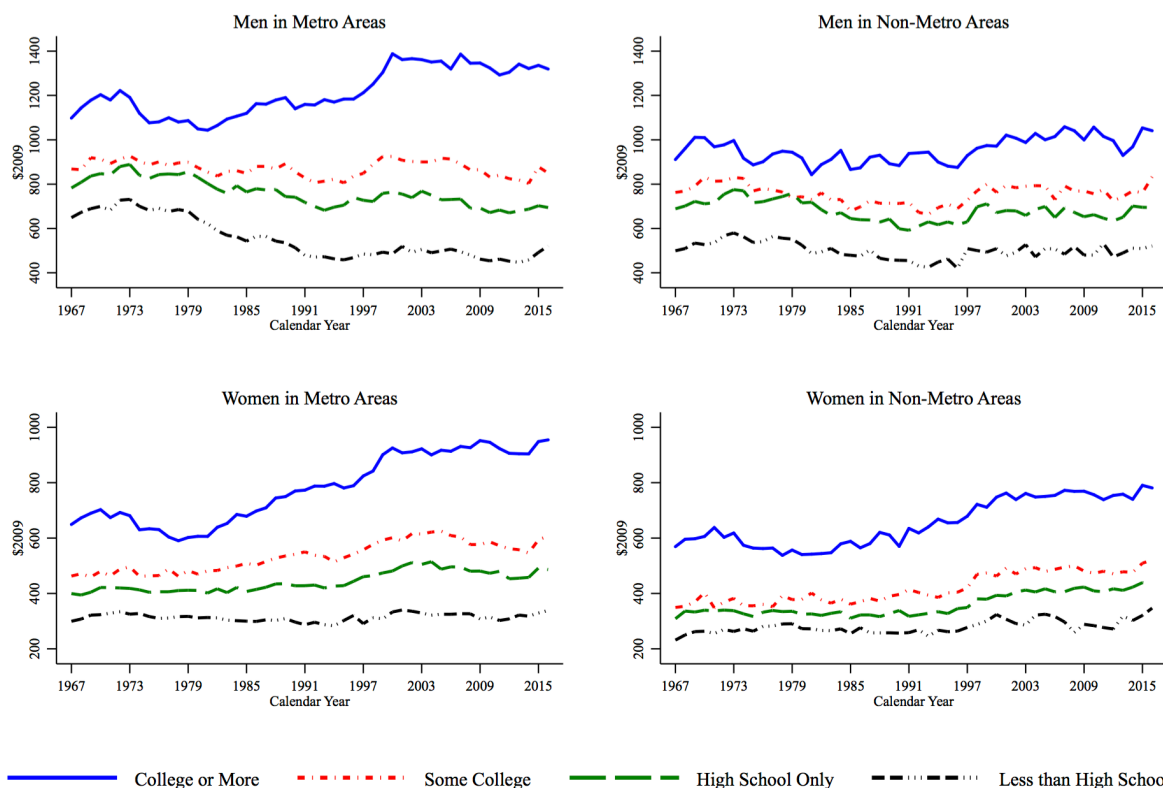 Men in Metro Areas
$2009
1400
1200
1000
800
600
400
1967 1973 1979 1985 1991 1997 2003 2009 2015
Calendar Year
Men in Non-Metro Areas
$2009
1400
1200
1000
800
600
400
1967 1973 1979 1985 1991 1997 2003 2009 2015
Calendar Year
Women in Metro Areas
$2009
1000
800
600
400
200
1967 1973 1979 1985 1991 1997 2003 2009 2015
Calendar Year
Women in Non-Metro Areas
$2009
1000
800
600
400
200
1967 1973 1979 1985 1991 1997 2003 2009 2015
Calendar Year
College or More Some College High School Only Less than High School